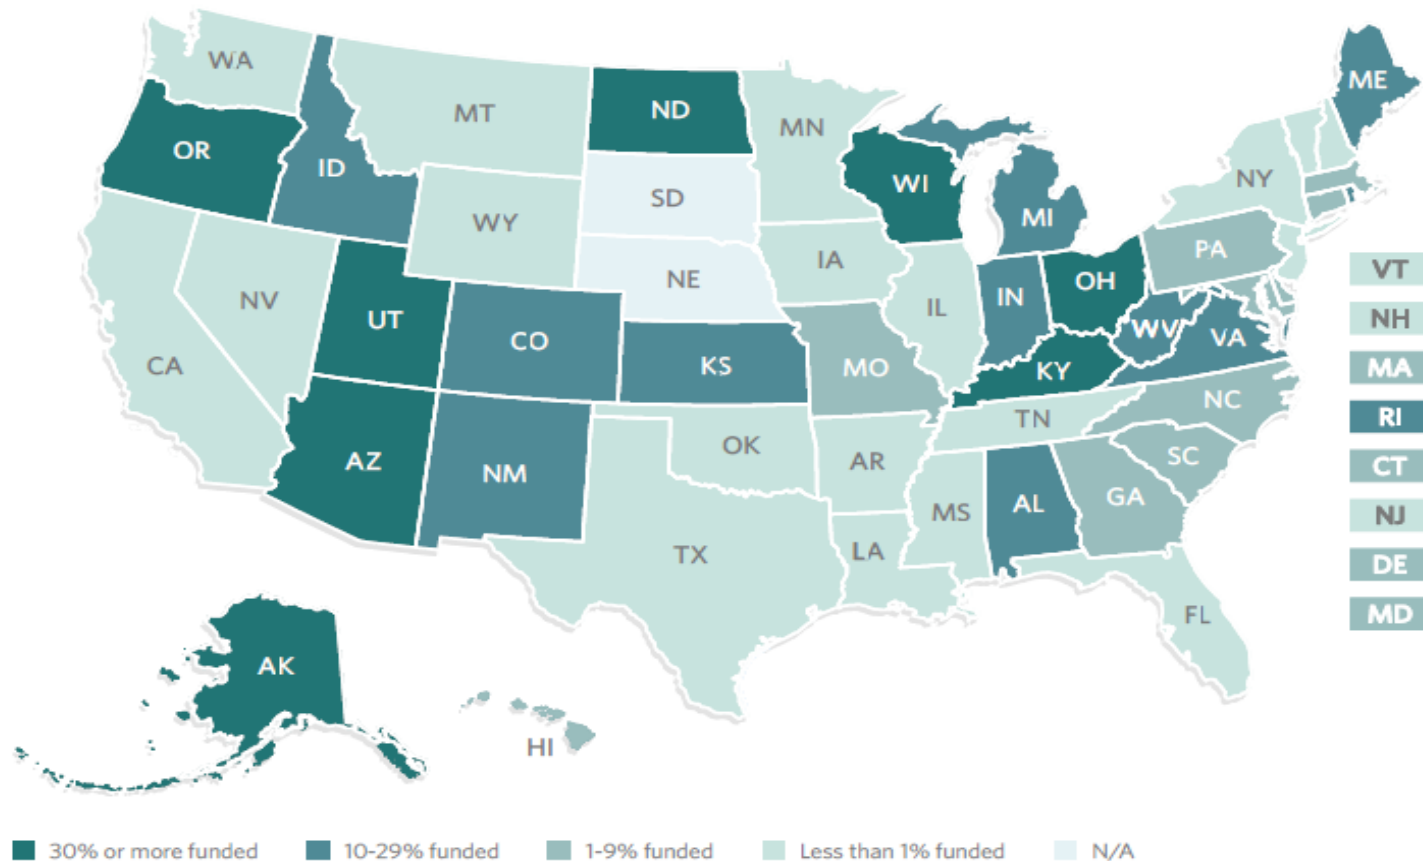 WA
MT
ND
MN
ME
OR
ID
SD
WI
NY
WY
MI
IA
PA
NV
NE
IN
OH
VT
UT
CO
IL
WV
VA
NH
CA
KS
MO
KY
MA
NC
RI
TN
AZ
NM
OK
AR
SC
CT
GA
MS
AL
NJ
TX
LA
DE
FL
MD
AK
HI
30% or more funded 10-29% funded 1-9% funded Less than 1% funded N/A